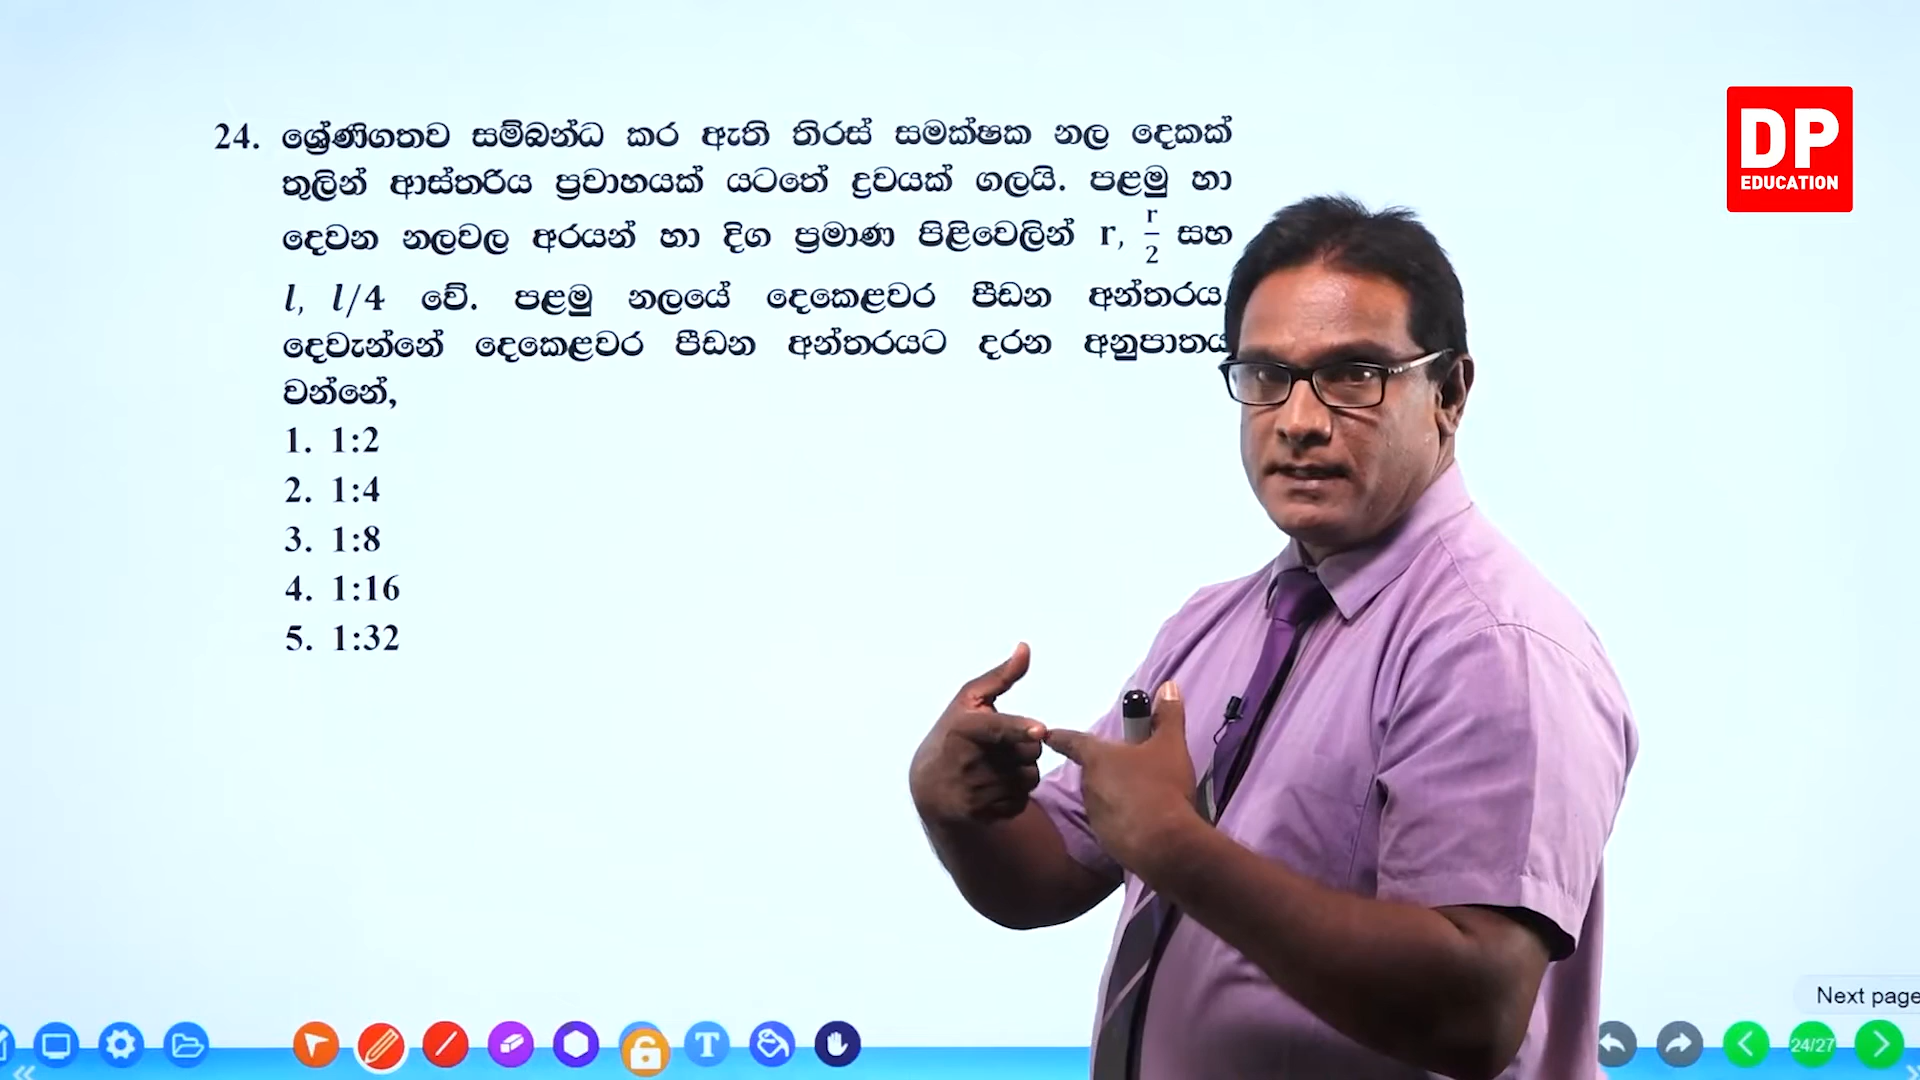 DP
EDUCATION
24. ශ්‍රේණිගතව සම්බන්ධ කර ඇති තිරස් සමක්ෂක නල දෙකක්
තුලින් ආස්තරිය ප්‍රවාහයක් යටතේ ද්‍රවයක් ගලයි. පළමු හා
දෙවන නලවල අරයන් හා දිග ප්‍රමාණ පිළිවෙලින් r, r/2 සහ
l, l/4 වේ. පළමු නලයේ දෙකෙළවර පීඩන අන්තරය
දෙවැන්නේ දෙකෙළවර පීඩන අන්තරයට දරන අනුපාතය
වන්නේ,
1. 1:2
2. 1:4
3. 1:8
4. 1:16
5. 1:32
Next page
T
24/27